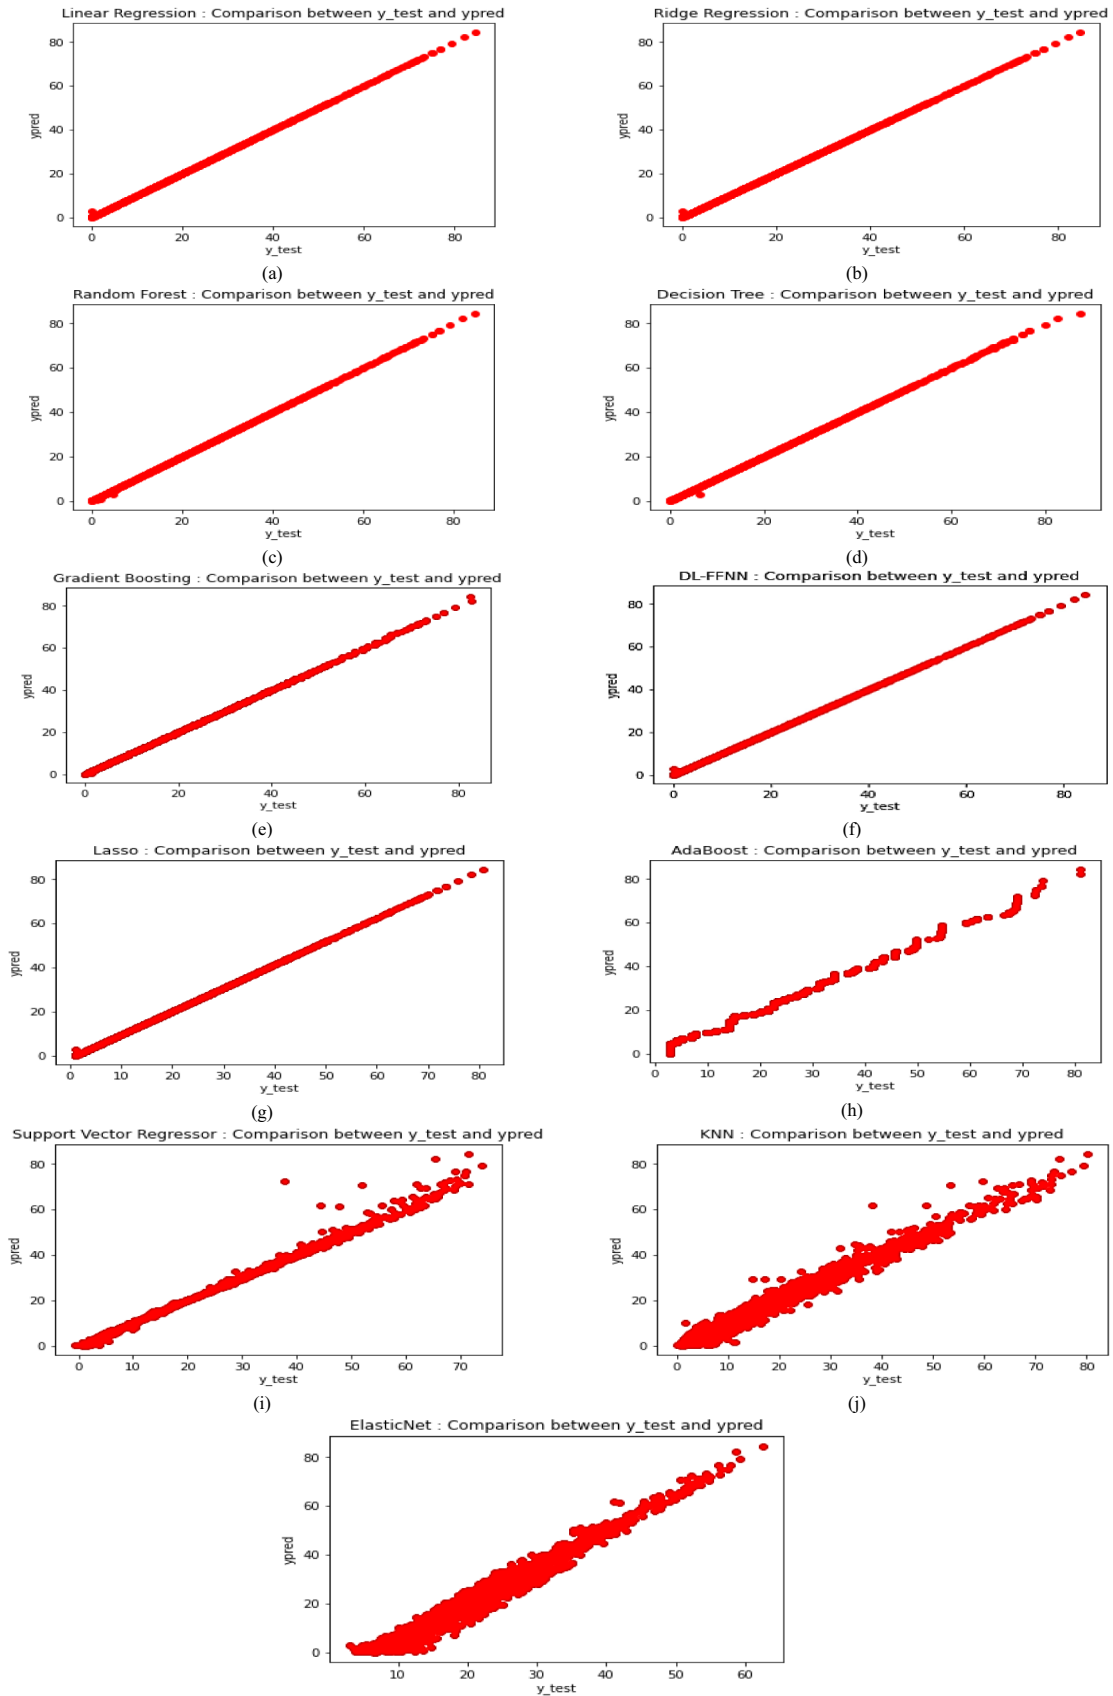 Linear Regression : Comparison between y_test and ypred
80
60
40
20
0
ypred
0 20 40 60 80
y_test
(a)
Ridge Regression : Comparison between y_test and ypred
80
60
40
20
0
ypred
0 20 40 60 80
y_test
(b)
Random Forest : Comparison between y_test and ypred
80
60
40
20
0
ypred
0 20 40 60 80
y_test
(c)
Decision Tree : Comparison between y_test and ypred
80
60
40
20
0
ypred
0 20 40 60 80
y_test
(d)
Gradient Boosting : Comparison between y_test and ypred
80
60
40
20
0
ypred
0 20 40 60 80
y_test
(e)
DL-FFNN : Comparison between y_test and ypred
80
60
40
20
0
ypred
0 20 40 60 80
y_test
(f)
Lasso : Comparison between y_test and ypred
80
60
40
20
0
ypred
0 10 20 30 40 50 60 70 80
y_test
(g)
AdaBoost : Comparison between y_test and ypred
80
60
40
20
0
ypred
0 10 20 30 40 50 60 70 80
y_test
(h)
Support Vector Regressor : Comparison between y_test and ypred
80
60
40
20
0
ypred
0 10 20 30 40 50 60 70
y_test
(i)
KNN : Comparison between y_test and ypred
80
60
40
20
0
ypred
0 10 20 30 40 50 60 70 80
y_test
(j)
ElasticNet : Comparison between y_test and ypred
80
60
40
20
0
ypred
10 20 30 40 50 60
y_test